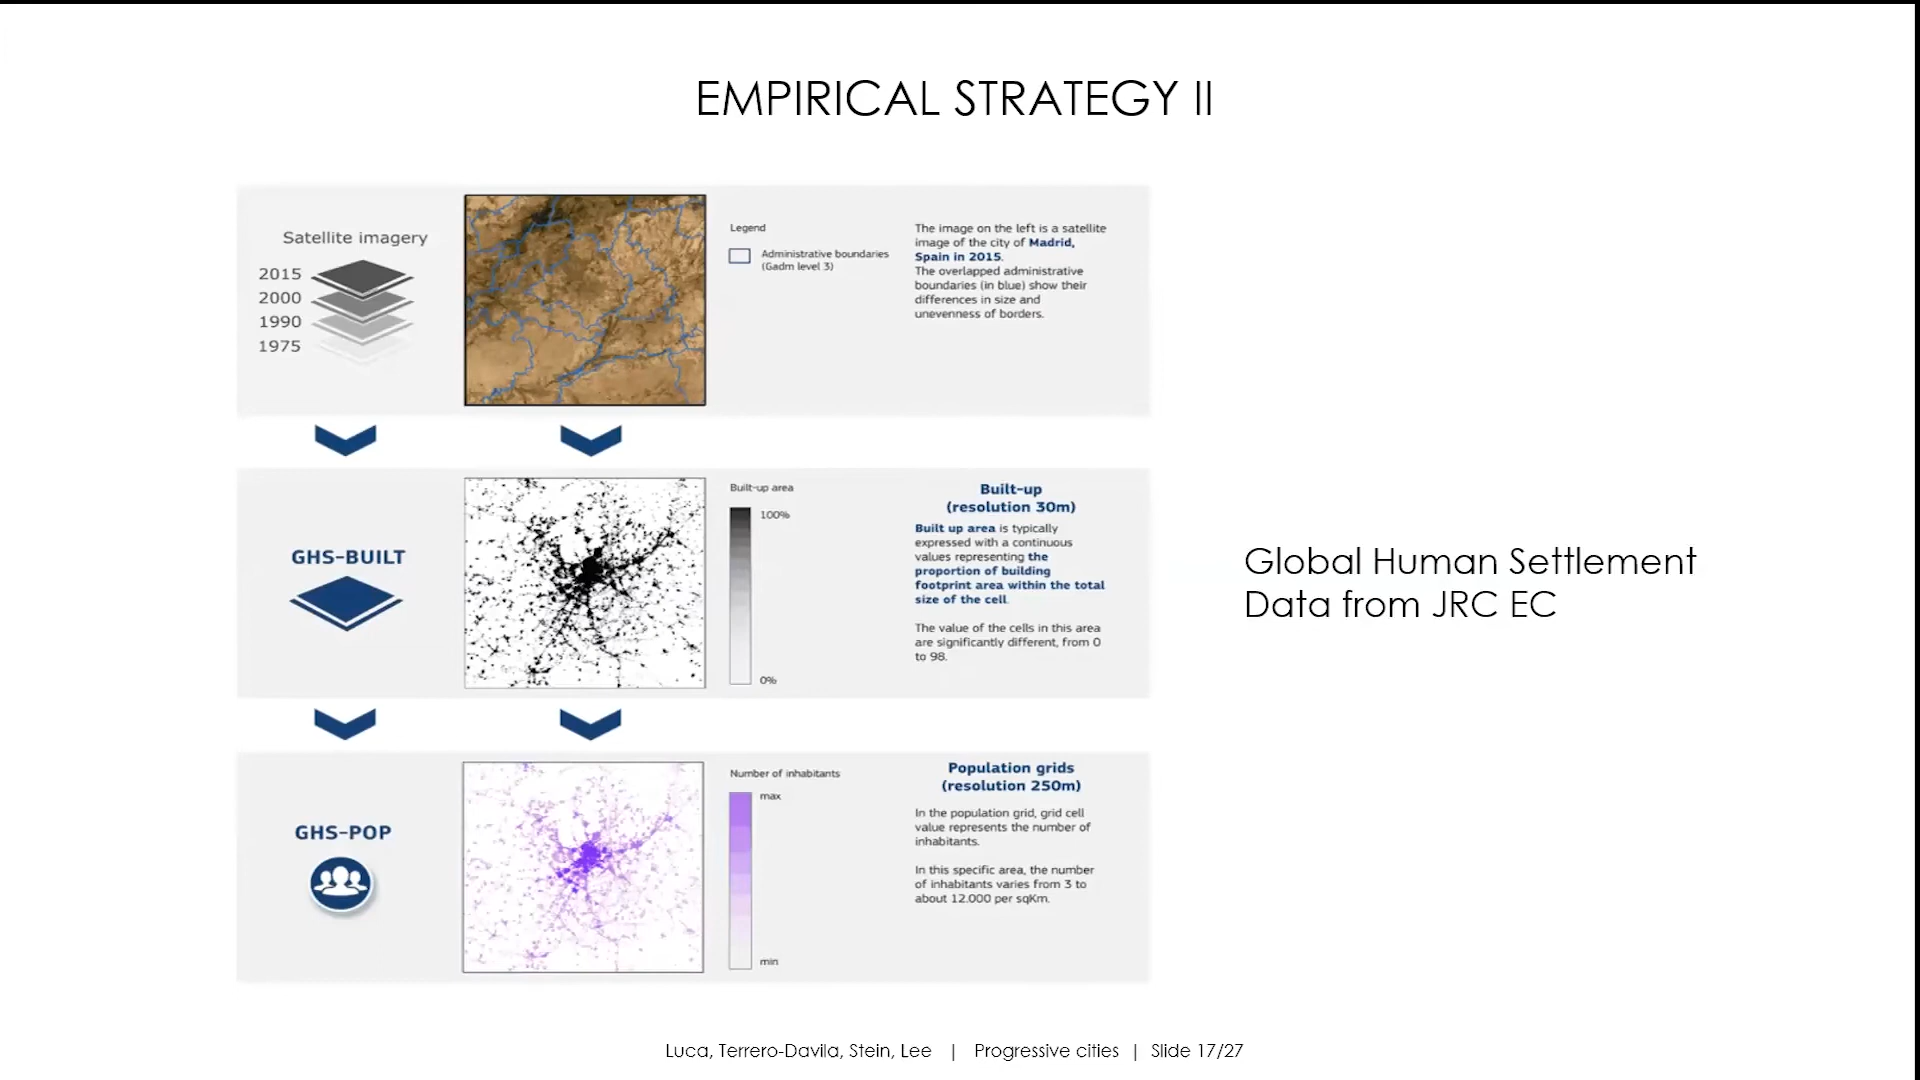 EMPIRICAL STRATEGY II
Satellite imagery
2015
2000
1990
1975
Legend
Administrative boundaries
(Gadm level 3)
The image on the left is a satellite
image of the city of Madrid,
Spain in 2015.
The overlapped administrative
boundaries (in blue) show their
differences in size and
unevenness of borders.
GHS-BUILT
Built-up area
100%
0%
Built-up
(resolution 30m)
Built up area is typically
expressed with a continuous
values representing the
proportion of building
footprint area within the total
size of the cell.
The value of the cells in this area
are significantly different, from 0
to 98.
GHS-POP
Number of inhabitants
max
min
Population grids
(resolution 250m)
In the population grid, grid cell
value represents the number of
inhabitants.
In this specific area, the number
of inhabitants varies from 3 to
about 12.000 per sqKm.
Global Human Settlement
Data from JRC EC
Luca, Terrero-Davila, Stein, Lee | Progressive cities | Slide 17/27